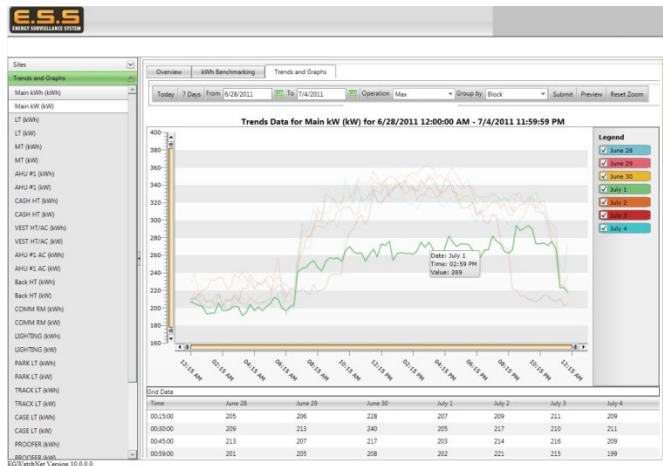 E.S.S
ENERGY SURVEILLANCE SYSTEM
Sites
Trends and Graphs
Main kWh (kWh)
Main kW (kW)
LT (kWh)
LT (kW)
MT (kWh)
MT (kW)
AHU #1 (kWh)
AHU #1 (kW)
CASH HT (kWh)
CASH HT (kW)
VEST HT/AC (kWh)
VEST HT/AC (kW)
AHU #1 AC (kWh)
AHU #1 AC (kW)
Back HT (kWh)
Back HT (kW)
COMM RM (kWh)
COMM RM (kW)
LIGHTING (kWh)
LIGHTING (kW)
PARK LT (kWh)
PARK LT (kW)
TRACK LT (kWh)
TRACK LT (kW)
CASE LT (kWh)
CASE LT (kW)
PROOFER (kWh)
PROOFER (kW)
Overview kWh Benchmarking Trends and Graphs
Today 7 Days From 6/28/2011 To 7/4/2011 Operation Max Group by Block Submit Preview Reset Zoom
Trends Data for Main kW (kW) for 6/28/2011 12:00:00 AM - 7/4/2011 11:59:59 PM
400
380
360
340
320
300
280
260
240
220
200
180
160
Date: July 1
Time: 02:59 PM
Value: 269
12:15 AM 02:15 AM 04:15 AM 06:15 AM 08:15 AM 10:15 AM 12:15 PM 02:15 PM 04:15 PM 06:15 PM 08:15 PM 10:15 PM 12:15 AM
Legend
June 28
June 29
June 30
July 1
July 2
July 3
July 4
Grid Data
Time June 28 June 29 June 30 July 1 July 2 July 3 July 4
00:15:00 205 206 228 207 209 211 209
00:30:00 209 213 240 205 217 210 211
00:45:00 213 207 217 203 214 216 209
00:59:00 201 205 208 202 221 215 199
EGWatchNet Version 10.0.0.0